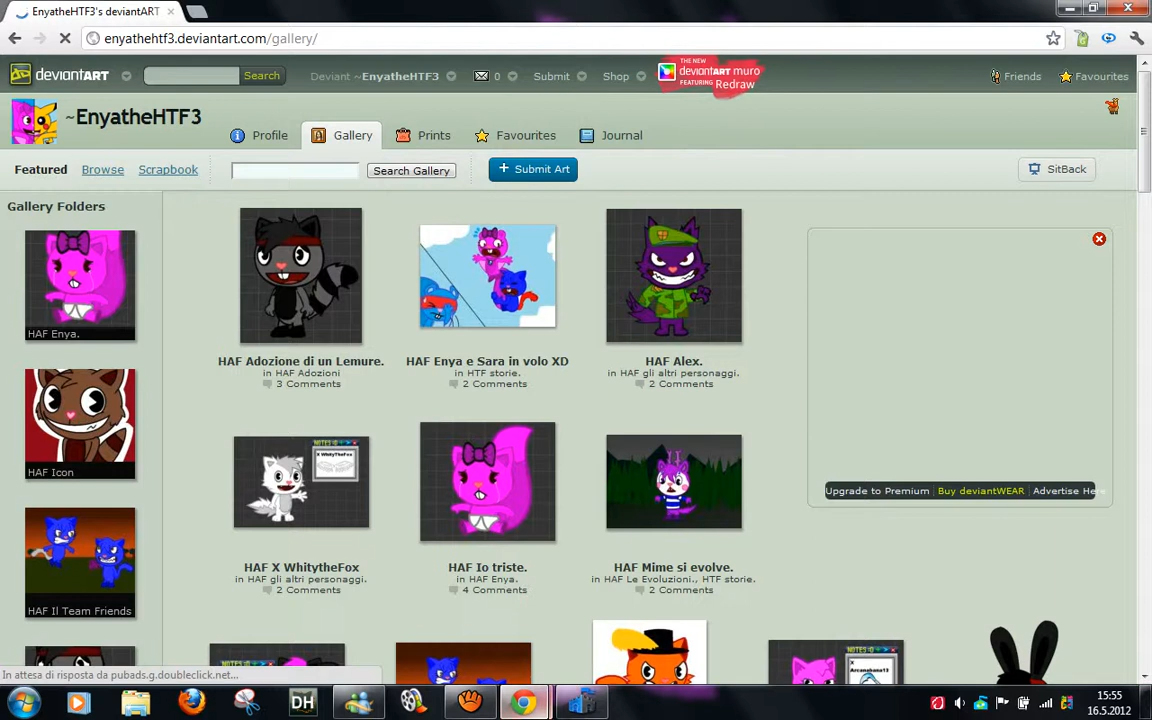 EnyatheHTF3's deviantART
enyathehtf3.deviantart.com/gallery/
deviantART
Search
Deviant ~EnyatheHTF3
0
Submit
Shop
THE NEW
deviantART muro
FEATURING Redraw
Friends
Favourites
~EnyatheHTF3
Profile
Gallery
Prints
Favourites
Journal
Featured
Browse
Scrapbook
Search Gallery
+ Submit Art
SitBack
Gallery Folders
HAF Enya.
HAF Icon
HAF Il Team Friends
HAF Adozione di un Lemure.
in HAF Adozioni
3 Comments
HAF Enya e Sara in volo XD
in HTF storie.
2 Comments
HAF Alex.
in HAF gli altri personaggi.
2 Comments
NOTES
X WhityTheFox
HAF X WhitytheFox
in HAF gli altri personaggi.
2 Comments
HAF Io triste.
in HAF Enya.
4 Comments
HAF Mime si evolve.
in HAF Le Evoluzioni., HTF storie.
2 Comments
Upgrade to Premium | Buy deviantWEAR | Advertise Here
X
In attesa di risposta da pubads.g.doubleclick.net...
DH
15:55
16.5.2012